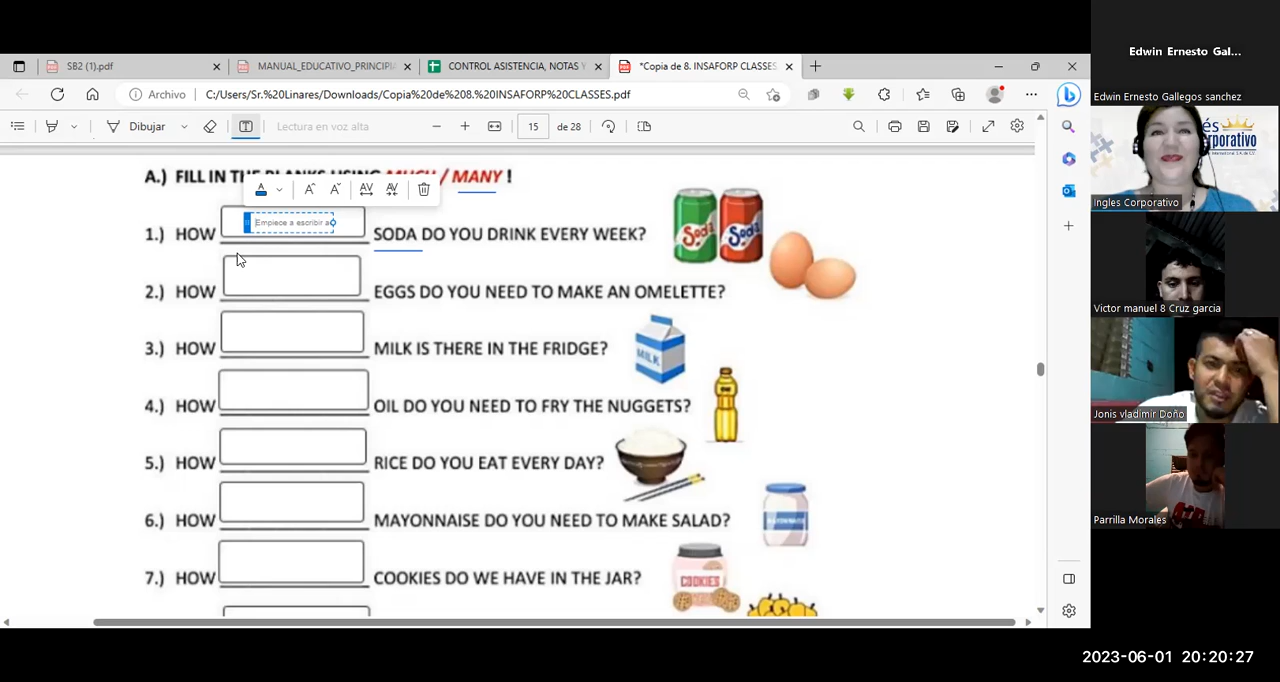 SB2 (1).pdf
MANUAL_EDUCATIVO_PRINCIPI
CONTROL ASISTENCIA, NOTAS Y
*Copia de 8. INSAFORP CLASSES.
Archivo
C:/Users/Sr.%20Linares/Downloads/Copia%20de%208.%20INSAFORP%20CLASSES.pdf
Dibujar
Lectura en voz alta
15
de 28
A.) FILL IN THE BLANKS USING MUCH / MANY !
Empiece a escribir a
1.) HOW SODA DO YOU DRINK EVERY WEEK?
Soda
Soda
2.) HOW EGGS DO YOU NEED TO MAKE AN OMELETTE?
3.) HOW MILK IS THERE IN THE FRIDGE?
MILK
4.) HOW OIL DO YOU NEED TO FRY THE NUGGETS?
5.) HOW RICE DO YOU EAT EVERY DAY?
6.) HOW MAYONNAISE DO YOU NEED TO MAKE SALAD?
7.) HOW COOKIES DO WE HAVE IN THE JAR?
COOKIES
Edwin Ernesto Gal...
Edwin Ernesto Gallegos sanchez
és
rporativo
Ingles Corporativo
Victor manuel 8 Cruz garcia
Jonis vladimir Doño
Parrilla Morales
2023-06-01 20:20:27